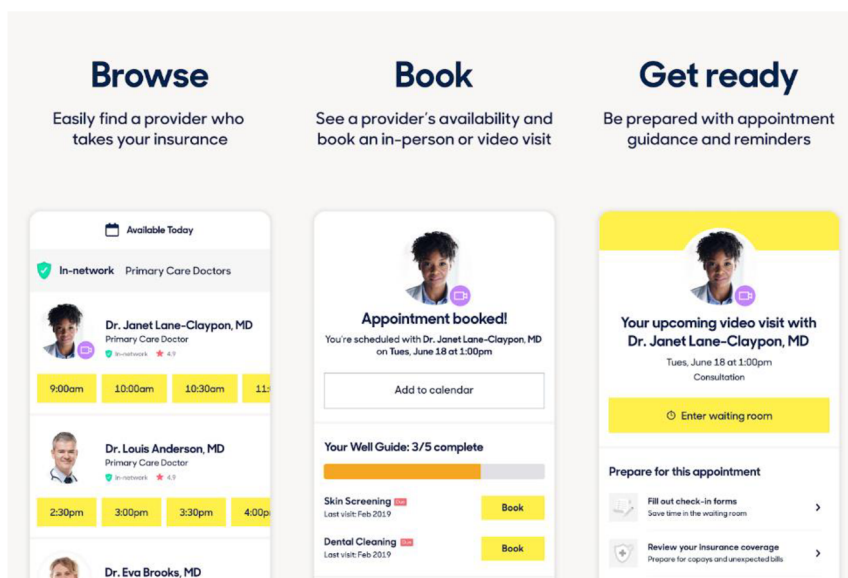 Browse
Easily find a provider who
takes your insurance
Available Today
In-network Primary Care Doctors
Dr. Janet Lane-Claypon, MD
Primary Care Doctor
In-network 4.9
9:00am 10:00am 10:30am 11:
Dr. Louis Anderson, MD
Primary Care Doctor
In-network 4.9
2:30pm 3:00pm 3:30pm 4:00p
Dr. Eva Brooks, MD
Book
See a provider's availability and
book an in-person or video visit
Appointment booked!
You're scheduled with Dr. Janet Lane-Claypon, MD
on Tues, June 18 at 1:00pm
Add to calendar
Your Well Guide: 3/5 complete
Skin Screening Due
Last visit: Feb 2019
Book
Dental Cleaning Due
Last visit: Feb 2019
Book
Get ready
Be prepared with appointment
guidance and reminders
Your upcoming video visit with
Dr. Janet Lane-Claypon, MD
Tues, June 18 at 1:00pm
Consultation
Enter waiting room
Prepare for this appointment
Fill out check-in forms
Save time in the waiting room
Review your insurance coverage
Prepare for copays and unexpected bills